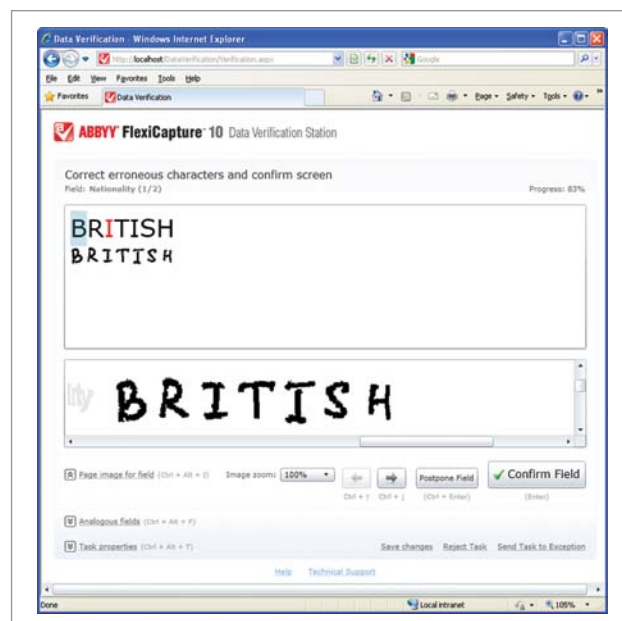 Data Verification - Windows Internet Explorer
http://localhost/DataVerification/Verification.aspx
Google
File Edit View Favorites Tools Help
Favorites Data Verification
Page Safety Tools
ABBYY FlexiCapture 10 Data Verification Station
Correct erroneous characters and confirm screen
Field: Nationality (1/2) Progress: 83%
BRITISH
BRITISH
lity BRITISH
Page image for field (Ctrl + Alt + I) Image zoom: 100% Postpone Field Confirm Field
Ctrl + ↑ Ctrl + ↓ (Ctrl + Enter) (Enter)
Analogous fields (Ctrl + Alt + F)
Task properties (Ctrl + Alt + T) Save changes Reject Task Send Task to Exception
Help Technical Support
Done Local intranet 105%